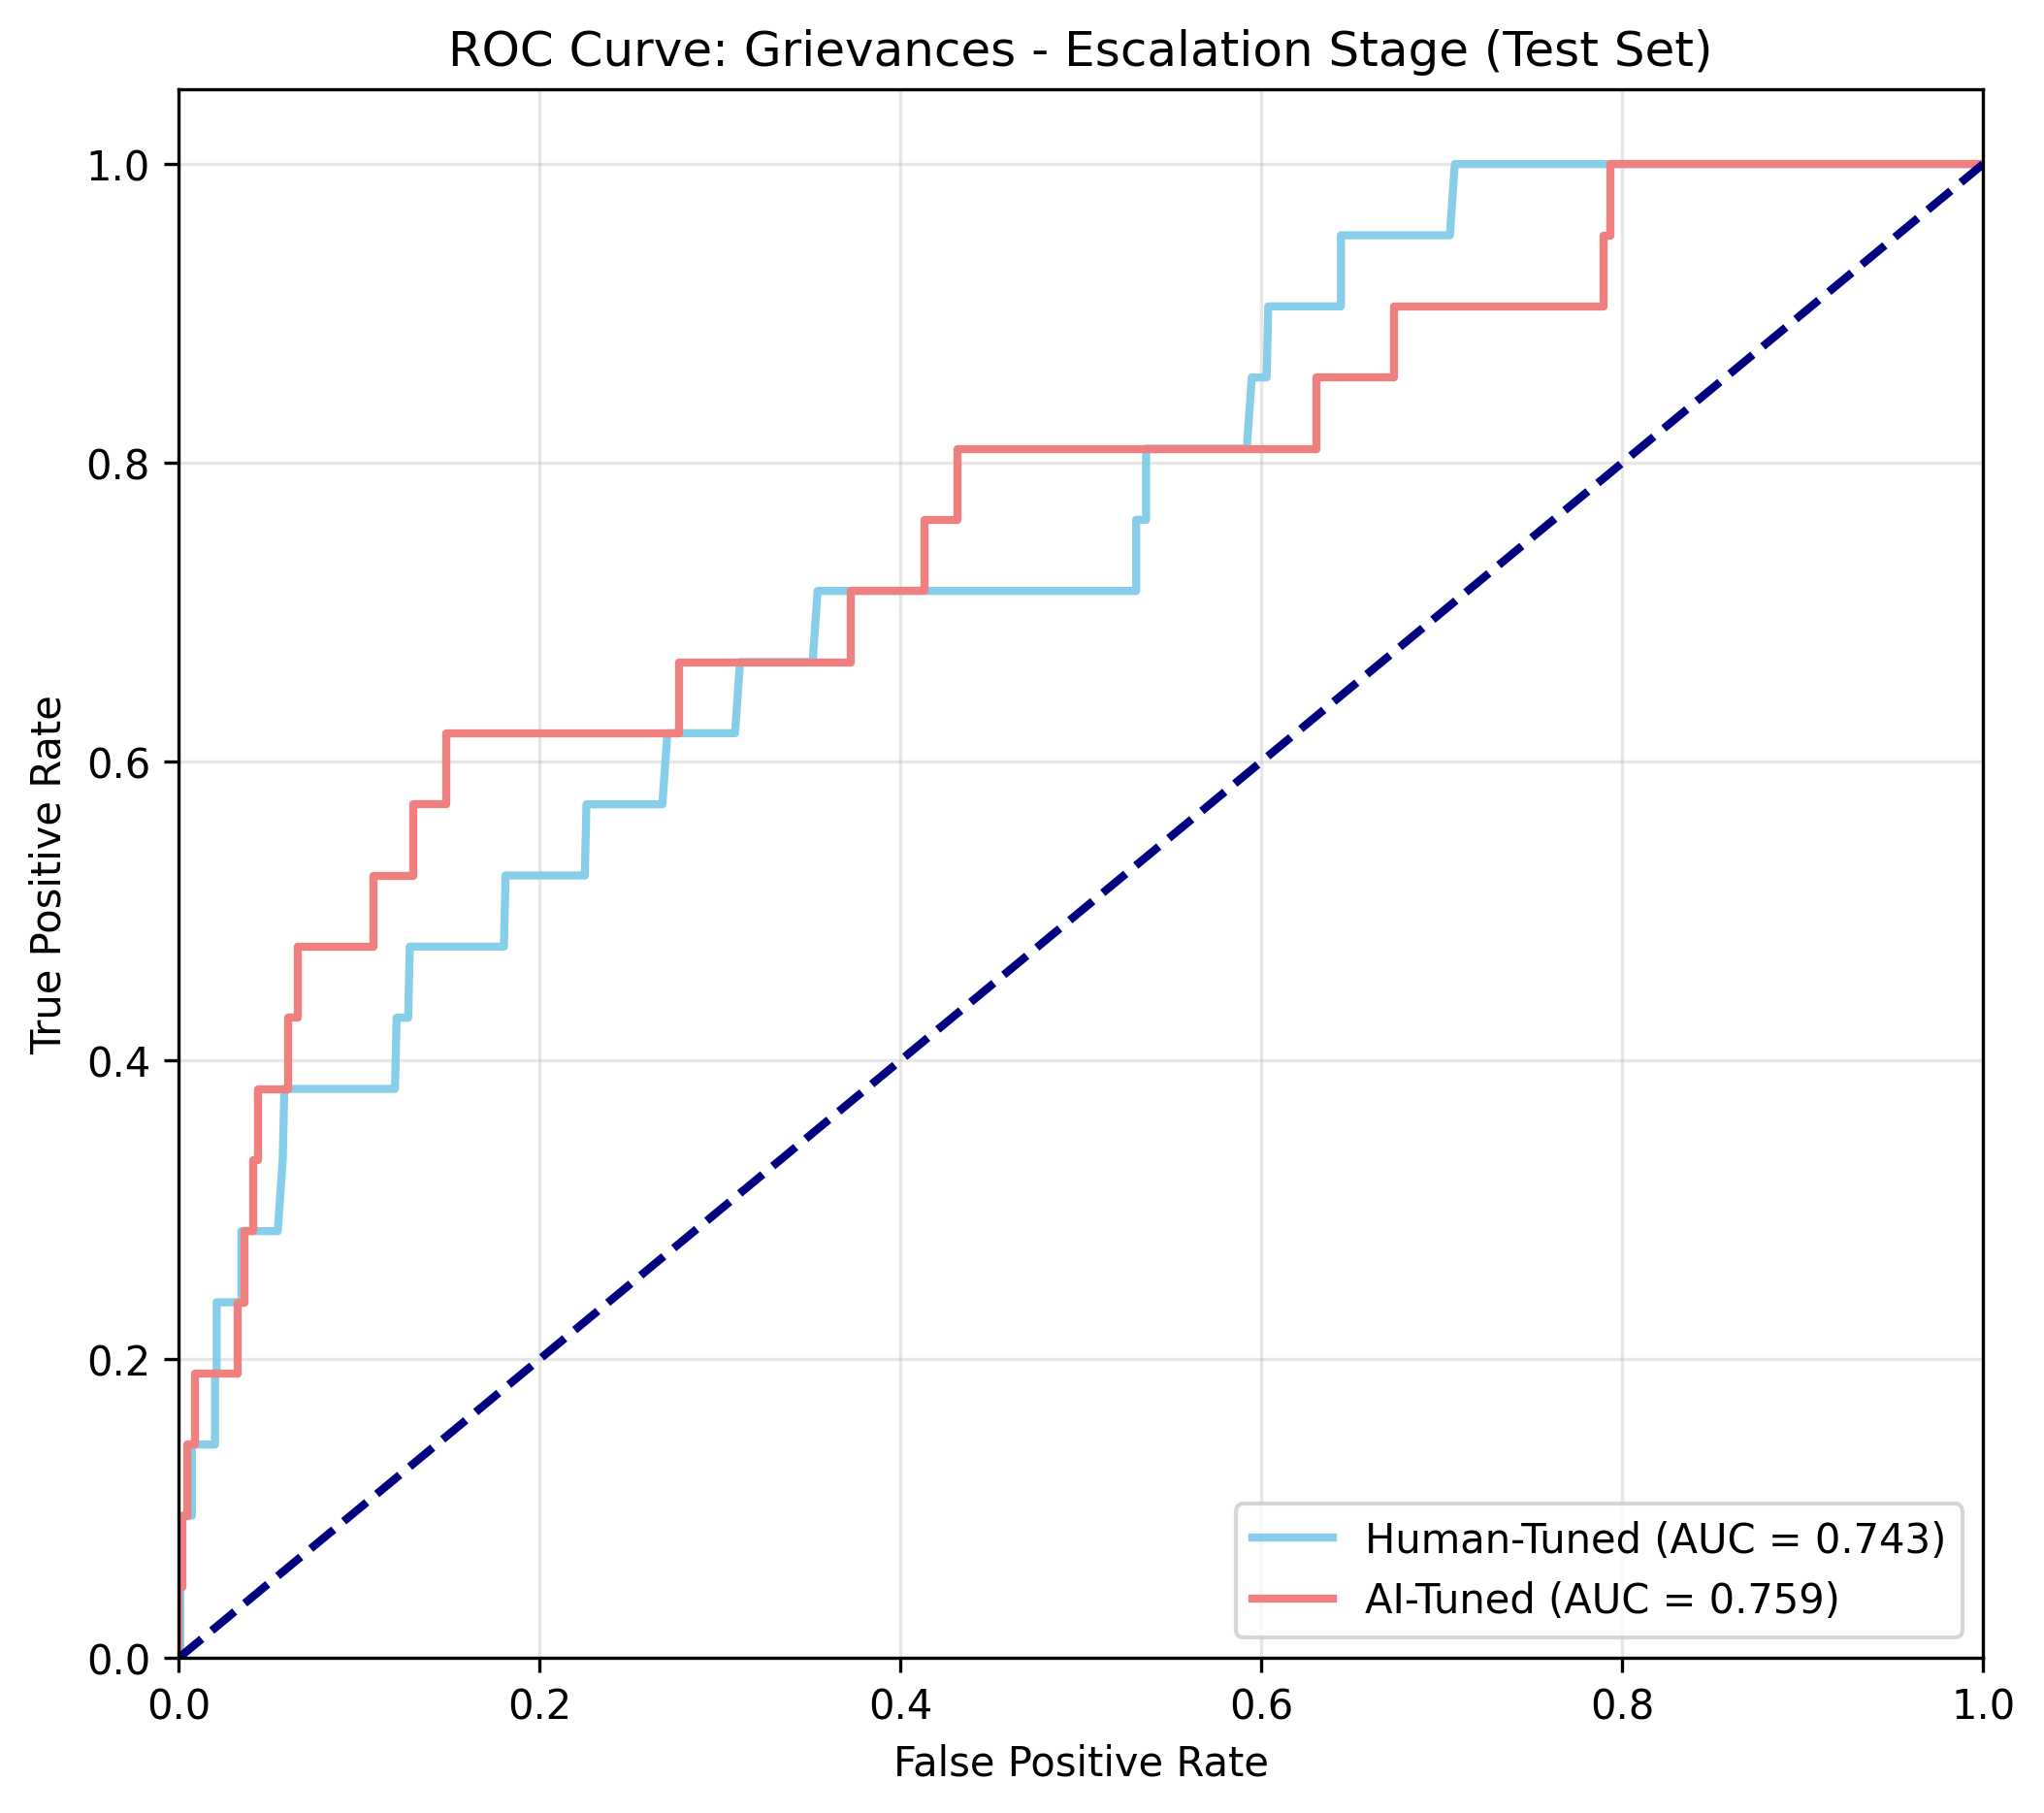 ROC Curve: Grievances - Escalation Stage (Test Set)
True Positive Rate
1.0
0.8
0.6
0.4
0.2
0.0
0.0 0.2 0.4 0.6 0.8 1.0
False Positive Rate
Human-Tuned (AUC = 0.743)
AI-Tuned (AUC = 0.759)